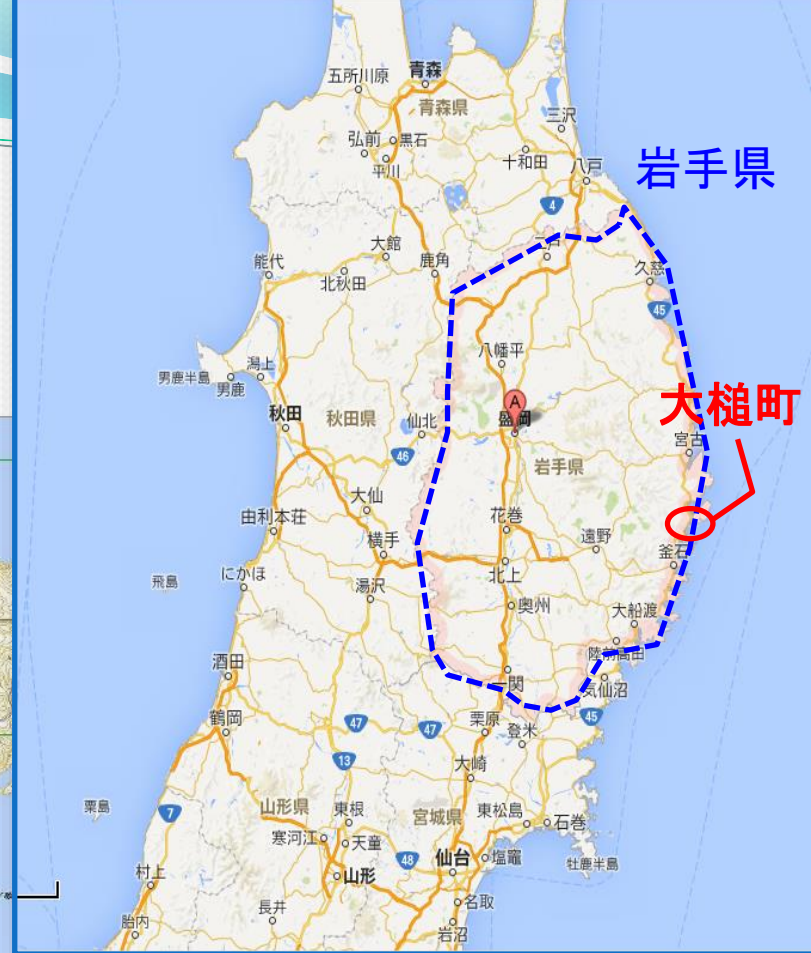 五所川原
青森
青森県
三沢
弘前
黒石
平川
十和田
八戸
岩手県
4
大館
二戸
能代
北秋田
鹿角
久慈
45
八幡平
男鹿半島
潟上
男鹿
A
大槌町
秋田
秋田県
仙北
盛岡
宮古
46
岩手県
大仙
由利本荘
花巻
横手
遠野
釜石
飛島
にかほ
湯沢
北上
奥州
大船渡
酒田
陸前高田
一関
気仙沼
鶴岡
47
47
栗原
登米
45
13
大崎
粟島
7
山形県
東根
宮城県
東松島
石巻
寒河江
天童
48
仙台
塩竈
牡鹿半島
村上
山形
長井
名取
胎内
岩沼